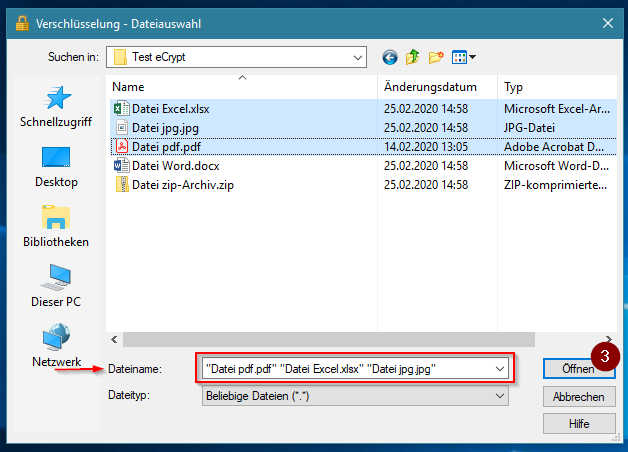 Verschlüsselung - Dateiauswahl
Suchen in: Test eCrypt
Name Änderungsdatum Typ
Datei Excel.xlsx 25.02.2020 14:58 Microsoft Excel-Ar...
Datei jpg.jpg 25.02.2020 14:58 JPG-Datei
Datei pdf.pdf 14.02.2020 13:05 Adobe Acrobat D...
Datei Word.docx 25.02.2020 14:58 Microsoft Word-D...
Datei zip-Archiv.zip 25.02.2020 14:58 ZIP-komprimierte...
Schnellzugriff
Desktop
Bibliotheken
Dieser PC
Netzwerk
3
Dateiname: "Datei pdf.pdf" "Datei Excel.xlsx" "Datei jpg.jpg" Öffnen
Dateityp: Beliebige Dateien (*.*) Abbrechen
Hilfe